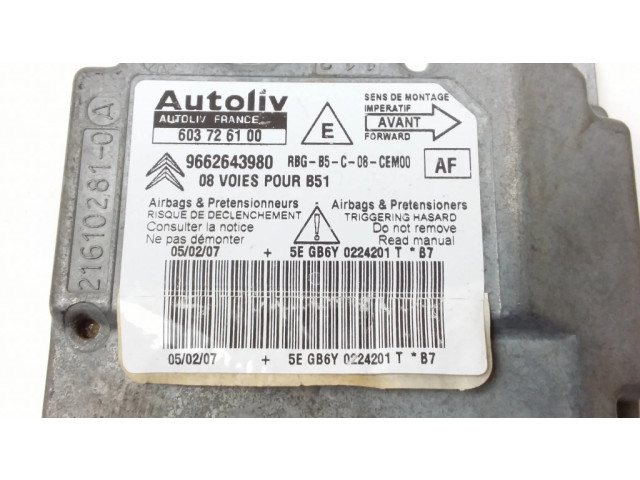 Autoliv
AUTOLIV FRANCE
603 72 61 00
E
SENS DE MONTAGE
IMPERATIF
AVANT
FORWARD
9662643980 RBG-B5-C-08-CEM00 AF
08 VOIES POUR B51
Airbags & Pretensionneurs
RISQUE DE DECLENCHEMENT
Consulter la notice
Ne pas démonter
Airbags & Pretensioners
TRIGGERING HASARD
Do not remove
Read manual
05/02/07 + 5E GB6Y 0224201 T * B7
05/02/07 + 5E GB6Y 0224201 T * B7
21610281-0 A